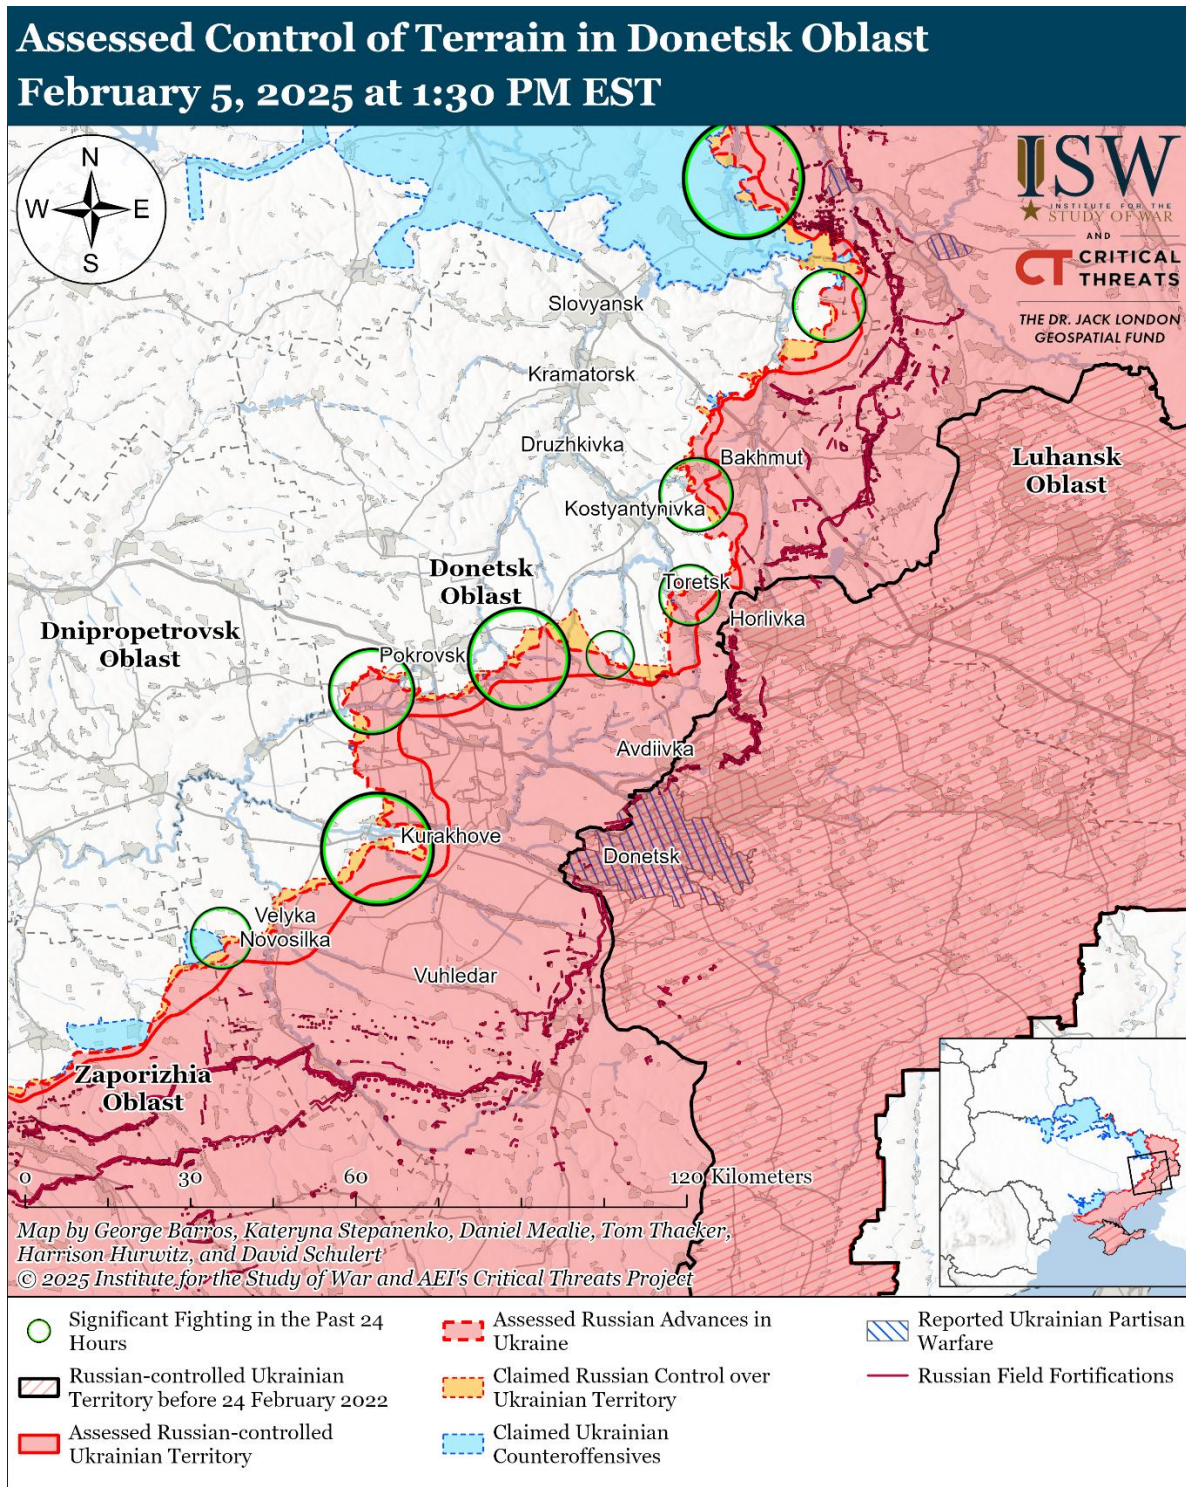 Assessed Control of Terrain in Donetsk Oblast
February 5, 2025 at 1:30 PM EST
N
W
E
S
ISW
INSTITUTE FOR THE
STUDY OF WAR
AND
CT CRITICAL
THREATS
THE DR. JACK LONDON
GEOSPATIAL FUND
Slovyansk
Kramatorsk
Druzhkivka
Bakhmut
Luhansk
Oblast
Kostyantynivka
Donetsk
Oblast
Toretsk
Horlivka
Dnipropetrovsk
Oblast
Pokrovsk
Avdiivka
Kurakhove
Donetsk
Velyka
Novosilka
Vuhledar
Zaporizhia
Oblast
0
30
60
120 Kilometers
Map by George Barros, Kateryna Stepanenko, Daniel Mealie, Tom Thacker,
Harrison Hurwitz, and David Schulert
© 2025 Institute for the Study of War and AEI's Critical Threats Project
Significant Fighting in the Past 24
Hours
Russian-controlled Ukrainian
Territory before 24 February 2022
Assessed Russian-controlled
Ukrainian Territory
Assessed Russian Advances in
Ukraine
Claimed Russian Control over
Ukrainian Territory
Claimed Ukrainian
Counteroffensives
Reported Ukrainian Partisan
Warfare
Russian Field Fortifications